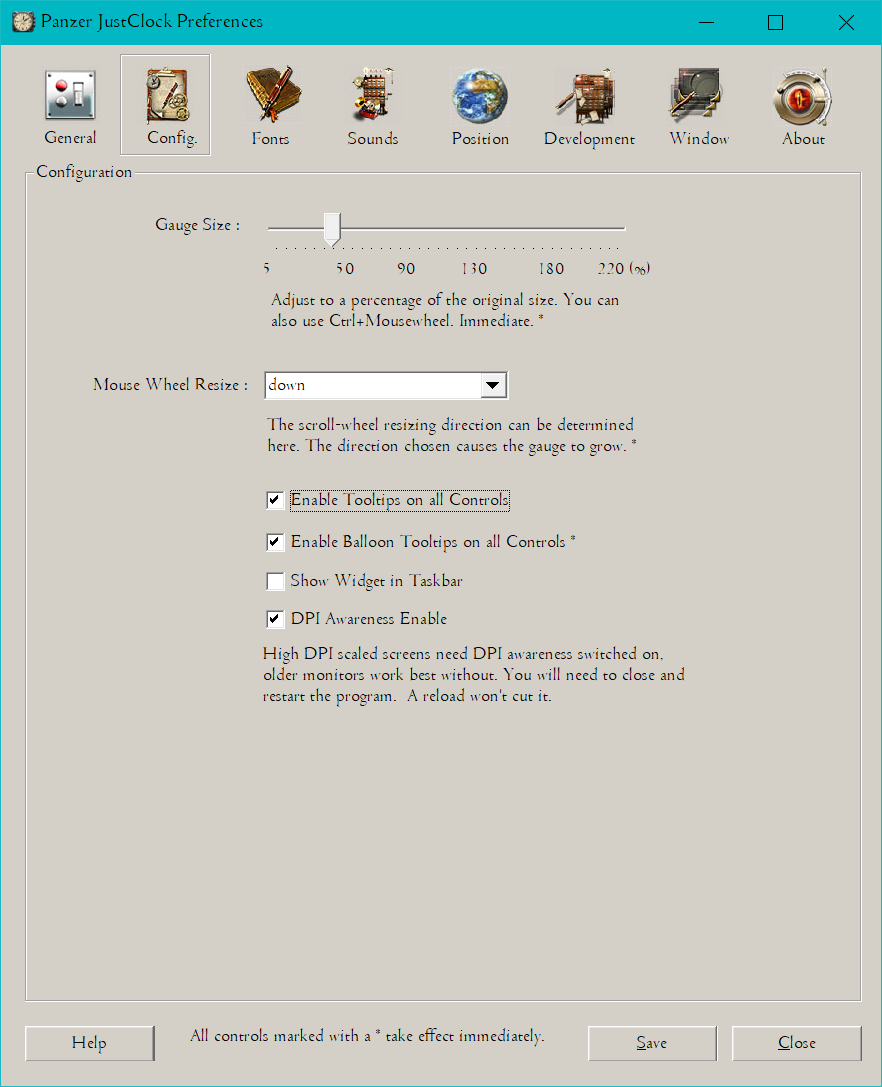 Panzer JustClock Preferences
General Config. Fonts Sounds Position Development Window About
Configuration
Gauge Size :
5 50 90 130 180 220 (%)
Adjust to a percentage of the original size. You can
also use Ctrl+Mousewheel. Immediate. *
Mouse Wheel Resize : down
The scroll-wheel resizing direction can be determined
here. The direction chosen causes the gauge to grow. *
Enable Tooltips on all Controls
Enable Balloon Tooltips on all Controls *
Show Widget in Taskbar
DPI Awareness Enable
High DPI scaled screens need DPI awareness switched on,
older monitors work best without. You will need to close and
restart the program.  A reload won't cut it.
Help All controls marked with a * take effect immediately. Save Close